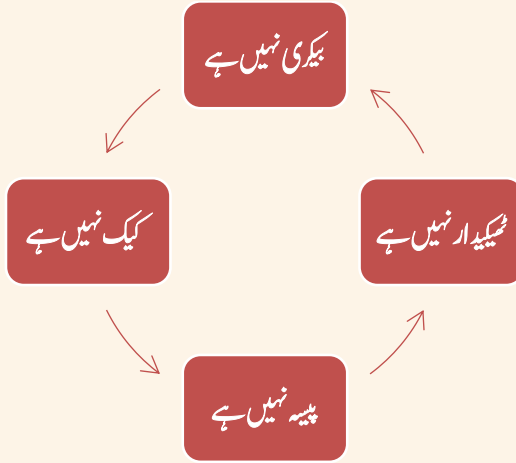 بیکری نہیں ہے
کیک نہیں ہے
پیسہ نہیں ہے
ٹھیکیدار نہیں ہے